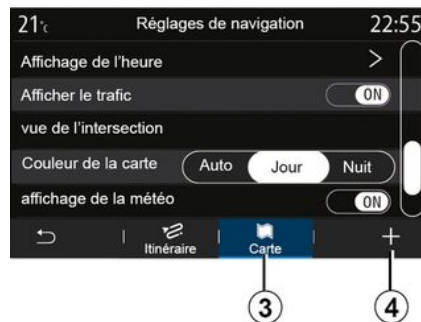 21°c Réglages de navigation 22:55
Affichage de l'heure >
Afficher le trafic ON
vue de l'intersection
Couleur de la carte Auto Jour Nuit
affichage de la météo ON
Itinéraire Carte +
3 4